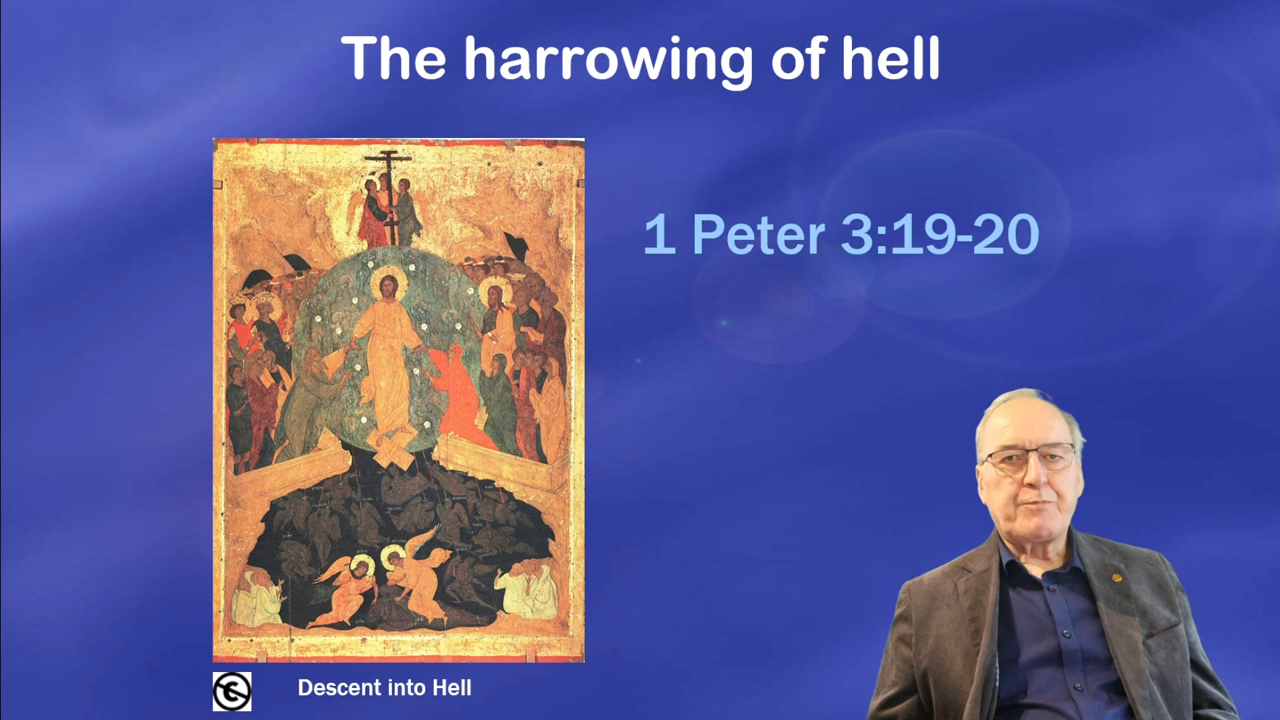 The harrowing of hell
1 Peter 3:19-20
Descent into Hell